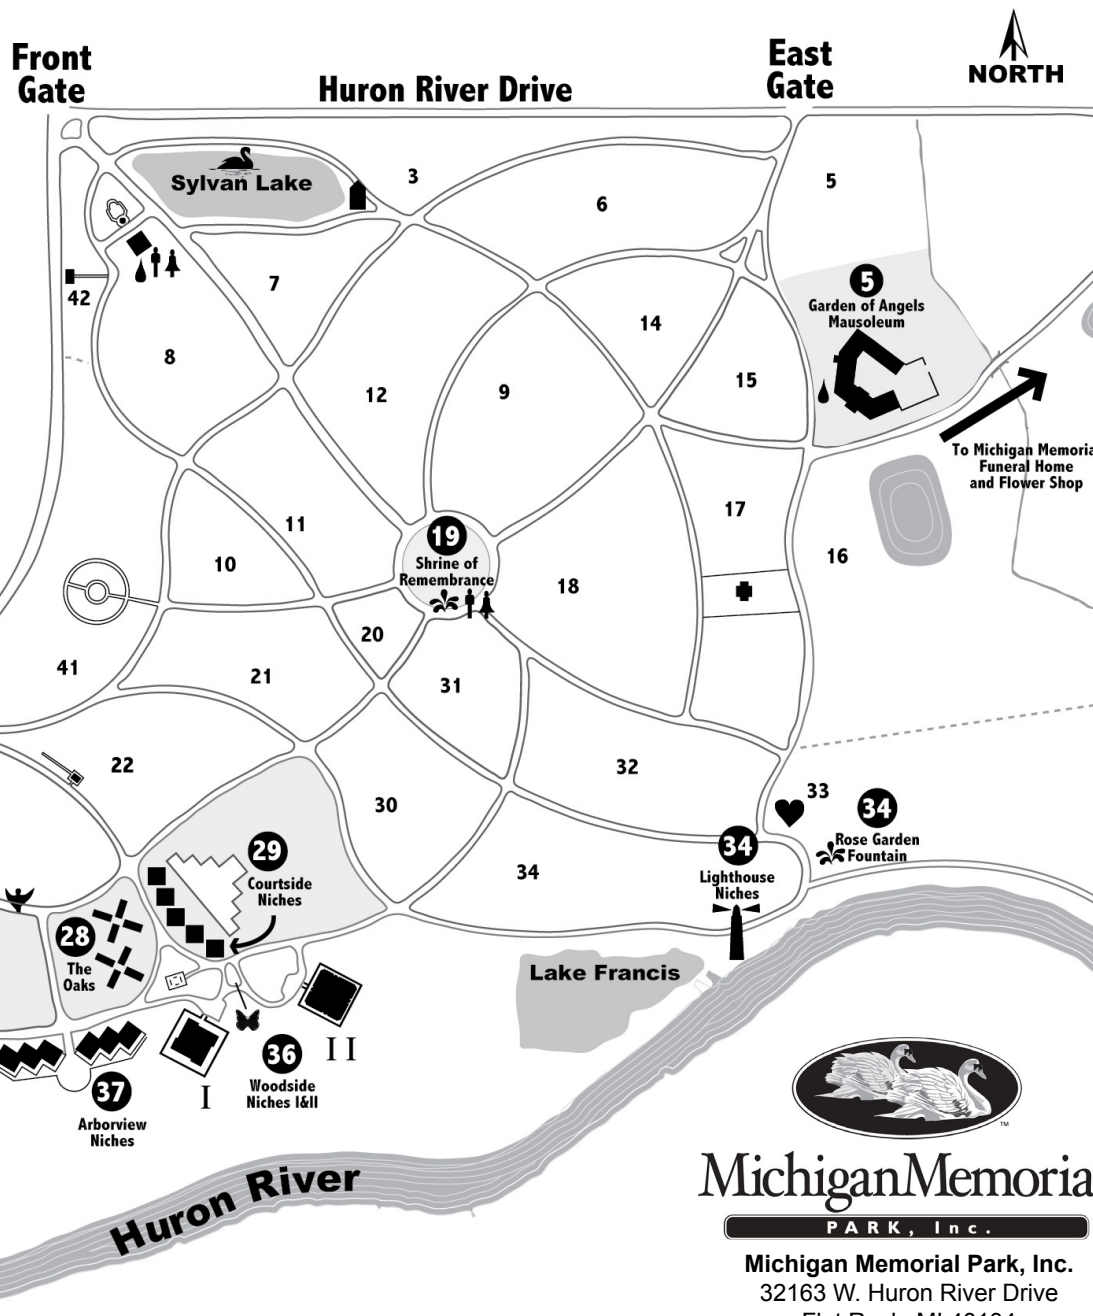 Front
Gate
Huron River Drive
East
Gate
NORTH
Sylvan Lake
3
6
5
42
7
8
12
9
14
15
5
Garden of Angels
Mausoleum
To Michigan Memoria
Funeral Home
and Flower Shop
11
10
19
Shrine of
Remembrance
18
17
16
20
41
21
31
22
30
32
33
34
Rose Garden
Fountain
34
Lighthouse
Niches
34
29
Courtside
Niches
28
The
Oaks
Lake Francis
I
II
36
Woodside
Niches I&II
37
Arborview
Niches
Huron River
TM
Michigan Memoria
PARK, Inc.
Michigan Memorial Park, Inc.
32163 W. Huron River Drive